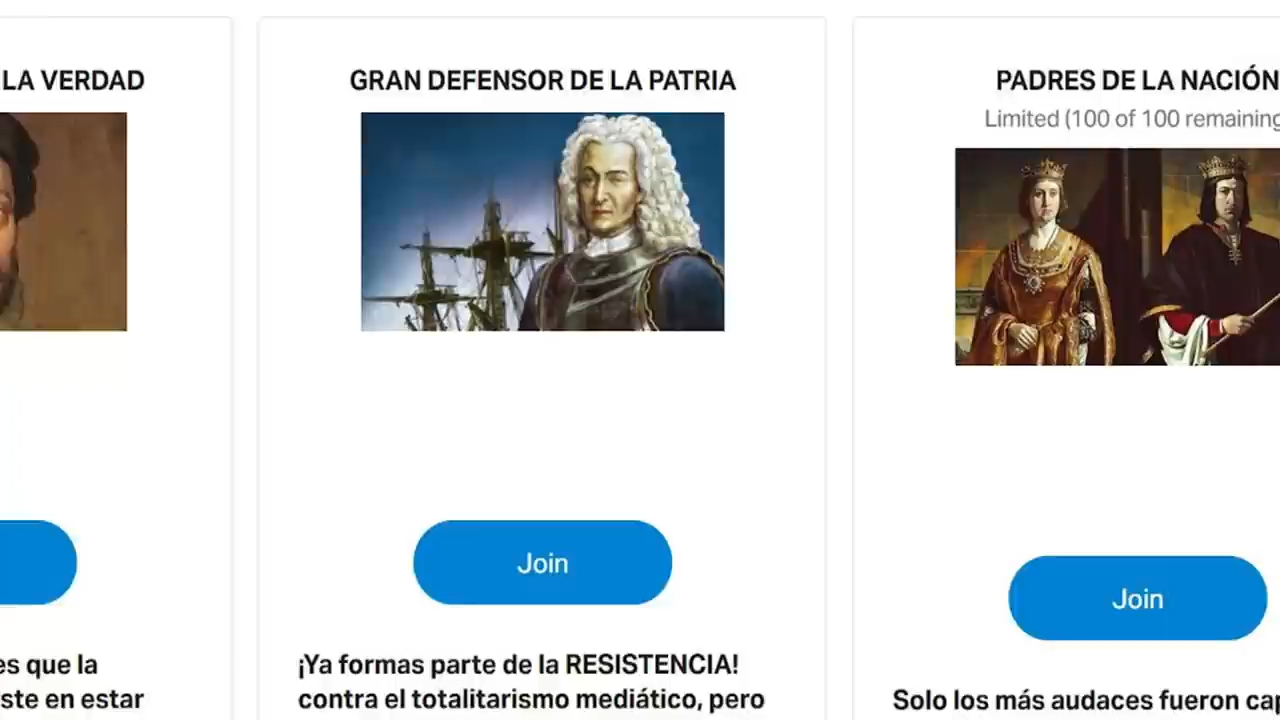 LA VERDAD
es que la
ste en estar
GRAN DEFENSOR DE LA PATRIA
Join
¡Ya formas parte de la RESISTENCIA!
contra el totalitarismo mediático, pero
PADRES DE LA NACIÓN
Limited (100 of 100 remaining
Join
Solo los más audaces fueron cap